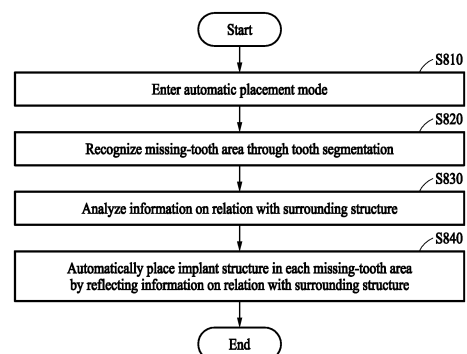 Start
S810
Enter automatic placement mode
S820
Recognize missing-tooth area through tooth segmentation
S830
Analyze information on relation with surrounding structure
S840
Automatically place implant structure in each missing-tooth area
by reflecting information on relation with surrounding structure
End